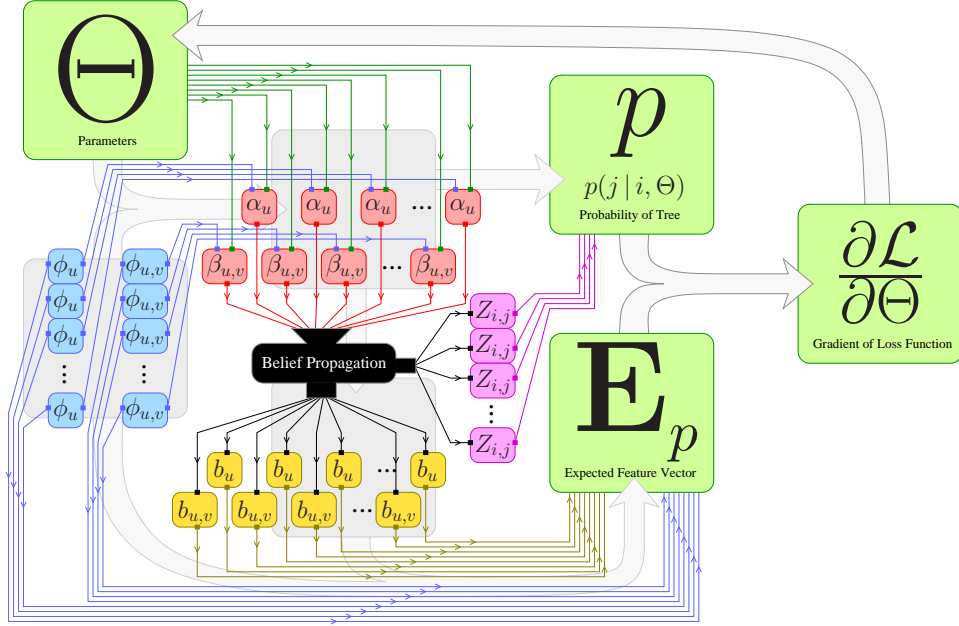 Θ
Parameters
p
p(j | i, Θ)
Probability of Tree
α_u α_u α_u ... α_u
β_{u,v} β_{u,v} β_{u,v} ... β_{u,v}
ϕ_u ϕ_{u,v}
ϕ_u ϕ_{u,v}
ϕ_u ϕ_{u,v}
⋮ ⋮
ϕ_u ϕ_{u,v}
Belief Propagation
Z_{i,j}
Z_{i,j}
Z_{i,j}
⋮
Z_{i,j}
∂ℒ
∂Θ
Gradient of Loss Function
E_p
Expected Feature Vector
b_u b_u b_u ... b_u
b_{u,v} b_{u,v} b_{u,v} ... b_{u,v}